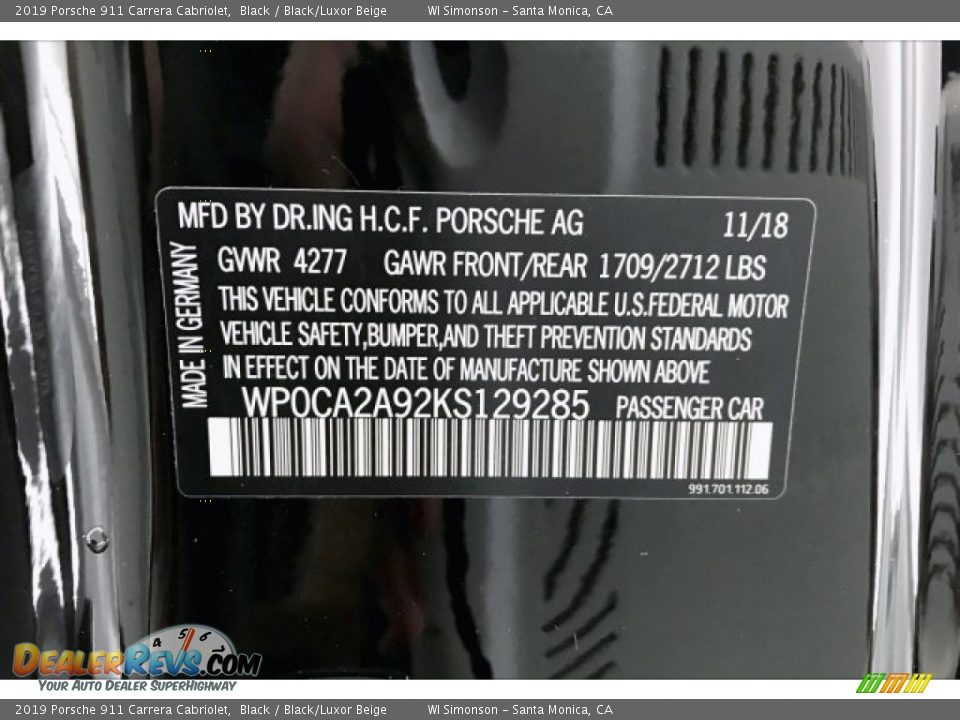 2019 Porsche 911 Carrera Cabriolet, Black / Black/Luxor Beige WI Simonson – Santa Monica, CA
MFD BY DR.ING H.C.F. PORSCHE AG 11/18
GVWR 4277 GAWR FRONT/REAR 1709/2712 LBS
THIS VEHICLE CONFORMS TO ALL APPLICABLE U.S.FEDERAL MOTOR
VEHICLE SAFETY,BUMPER,AND THEFT PREVENTION STANDARDS
IN EFFECT ON THE DATE OF MANUFACTURE SHOWN ABOVE
MADE IN GERMANY
WP0CA2A92KS129285 PASSENGER CAR
991.701.112.06
4 5 6
DEALERREVS.COM
YOUR AUTO DEALER SUPERHIGHWAY
2019 Porsche 911 Carrera Cabriolet, Black / Black/Luxor Beige WI Simonson – Santa Monica, CA